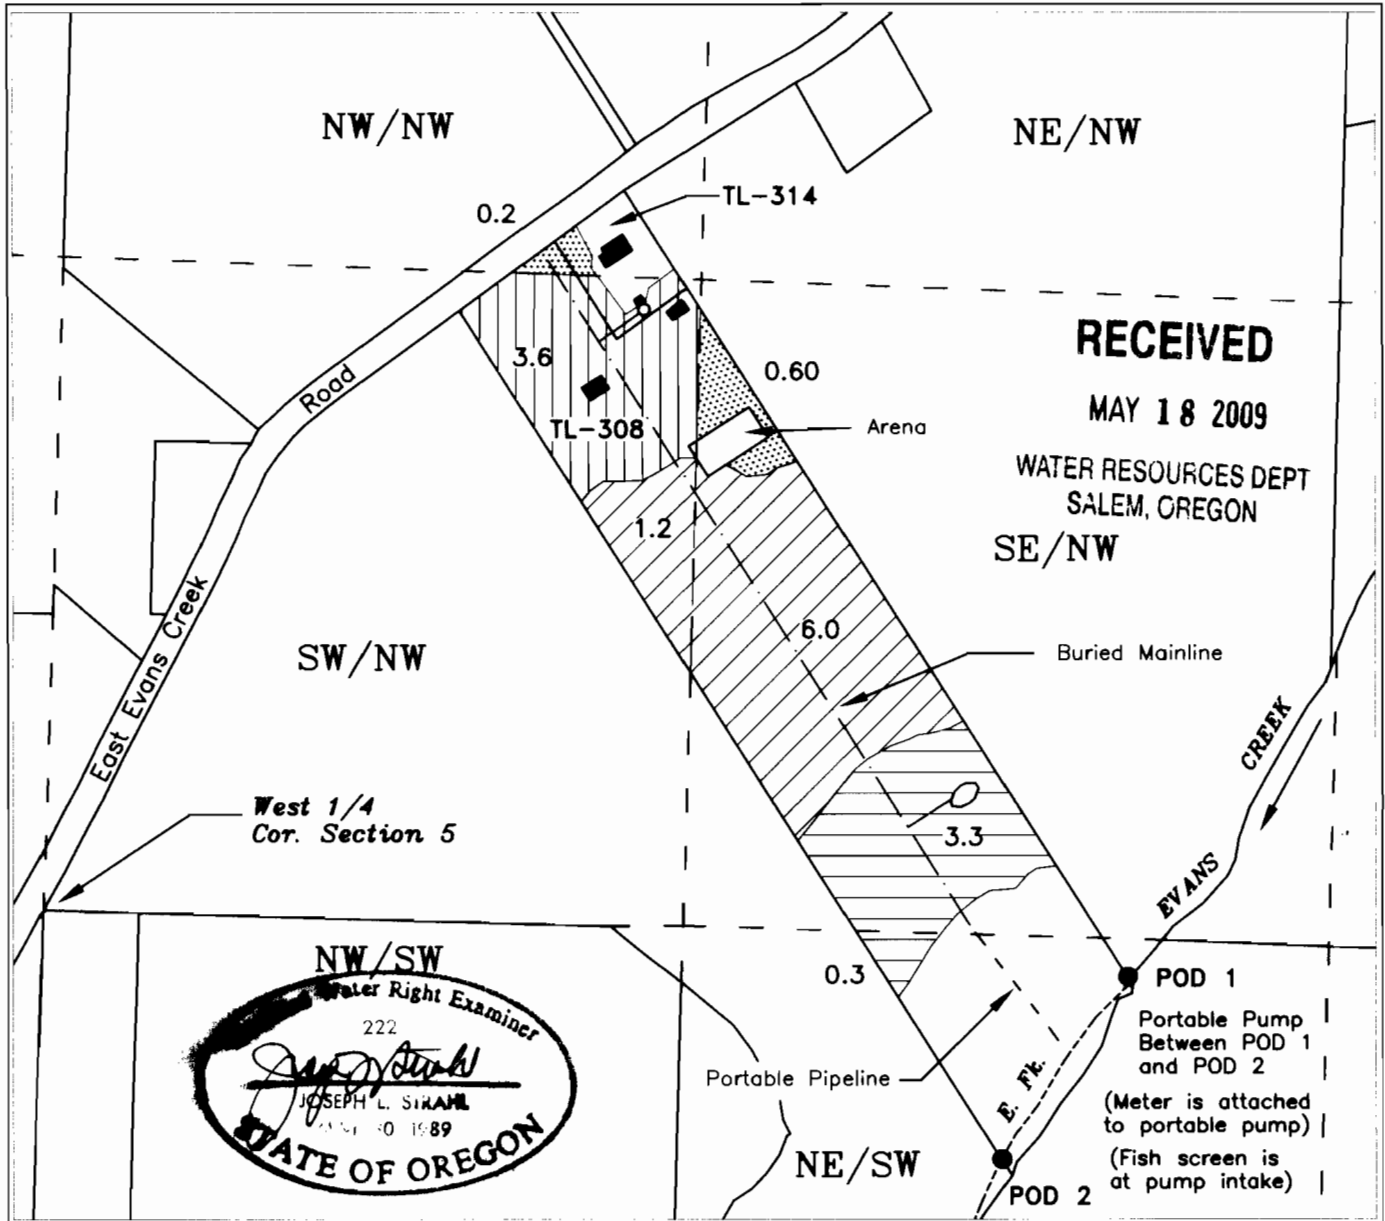 NW/NW
NE/NW
TL-314
0.2
RECEIVED
MAY 18 2009
WATER RESOURCES DEPT
SALEM, OREGON
3.6
0.60
Road
TL-308
Arena
1.2
SE/NW
6.0
SW/NW
Buried Mainline
East Evans Creek
CREEK
West 1/4
Cor. Section 5
3.3
EVANS
NW/SW
0.3
POD 1
Water Right Examiner
222
JOSEPH L. STRAHL
1989
STATE OF OREGON
Portable Pump
Between POD 1
and POD 2
Portable Pipeline
E. Fk.
(Meter is attached
to portable pump)
NE/SW
(Fish screen is
at pump intake)
POD 2